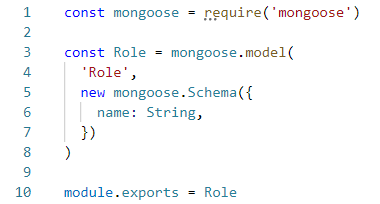 1 const mongoose = require('mongoose')
2
3 const Role = mongoose.model(
4   'Role',
5   new mongoose.Schema({
6     name: String,
7   })
8 )
9
10 module.exports = Role